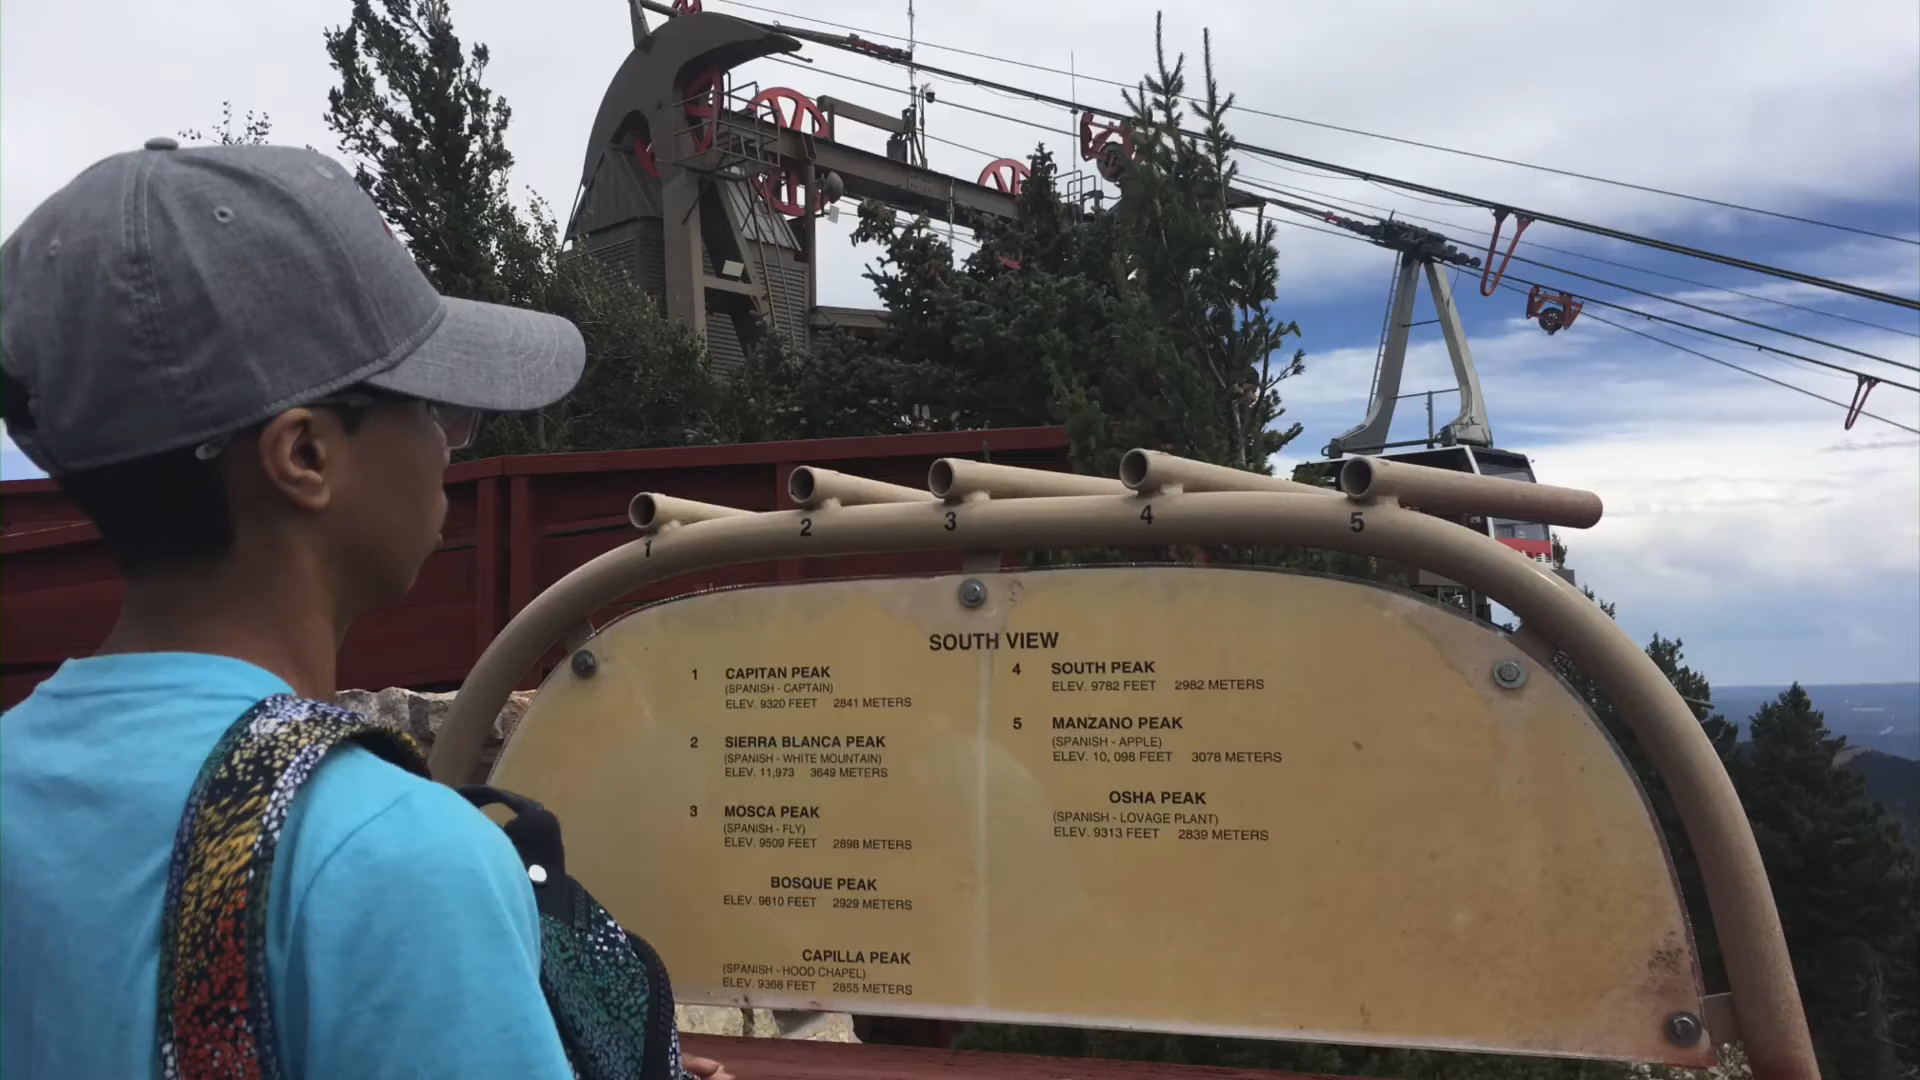 1
2
3
4
5
SOUTH VIEW
1 CAPITAN PEAK
(SPANISH - CAPTAIN)
ELEV. 9320 FEET 2841 METERS
2 SIERRA BLANCA PEAK
(SPANISH - WHITE MOUNTAIN)
ELEV. 11,973 3649 METERS
3 MOSCA PEAK
(SPANISH - FLY)
ELEV. 9509 FEET 2898 METERS
BOSQUE PEAK
ELEV. 9610 FEET 2929 METERS
CAPILLA PEAK
(SPANISH - HOOD CHAPEL)
ELEV. 9368 FEET 2855 METERS
4 SOUTH PEAK
ELEV. 9782 FEET 2982 METERS
5 MANZANO PEAK
(SPANISH - APPLE)
ELEV. 10, 098 FEET 3078 METERS
OSHA PEAK
(SPANISH - LOVAGE PLANT)
ELEV. 9313 FEET 2839 METERS